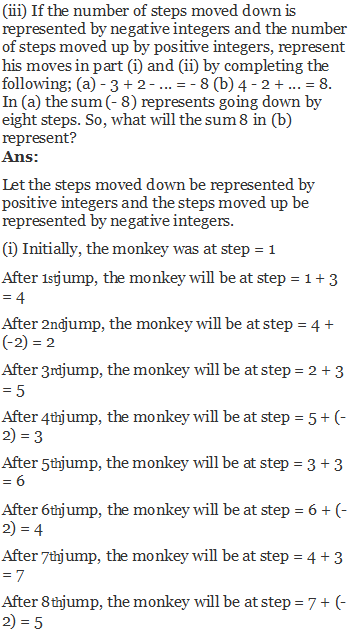 (iii) If the number of steps moved down is
represented by negative integers and the number
of steps moved up by positive integers, represent
his moves in part (i) and (ii) by completing the
following; (a) - 3 + 2 - ... = - 8 (b) 4 - 2 + ... = 8.
In (a) the sum (- 8) represents going down by
eight steps. So, what will the sum 8 in (b)
represent?
Ans:
Let the steps moved down be represented by
positive integers and the steps moved up be
represented by negative integers.
(i) Initially, the monkey was at step = 1
After 1stjump, the monkey will be at step = 1 + 3
= 4
After 2ndjump, the monkey will be at step = 4 +
(-2) = 2
After 3rdjump, the monkey will be at step = 2 + 3
= 5
After 4thjump, the monkey will be at step = 5 + (-
2) = 3
After 5thjump, the monkey will be at step = 3 + 3
= 6
After 6thjump, the monkey will be at step = 6 + (-
2) = 4
After 7thjump, the monkey will be at step = 4 + 3
= 7
After 8thjump, the monkey will be at step = 7 + (-
2) = 5